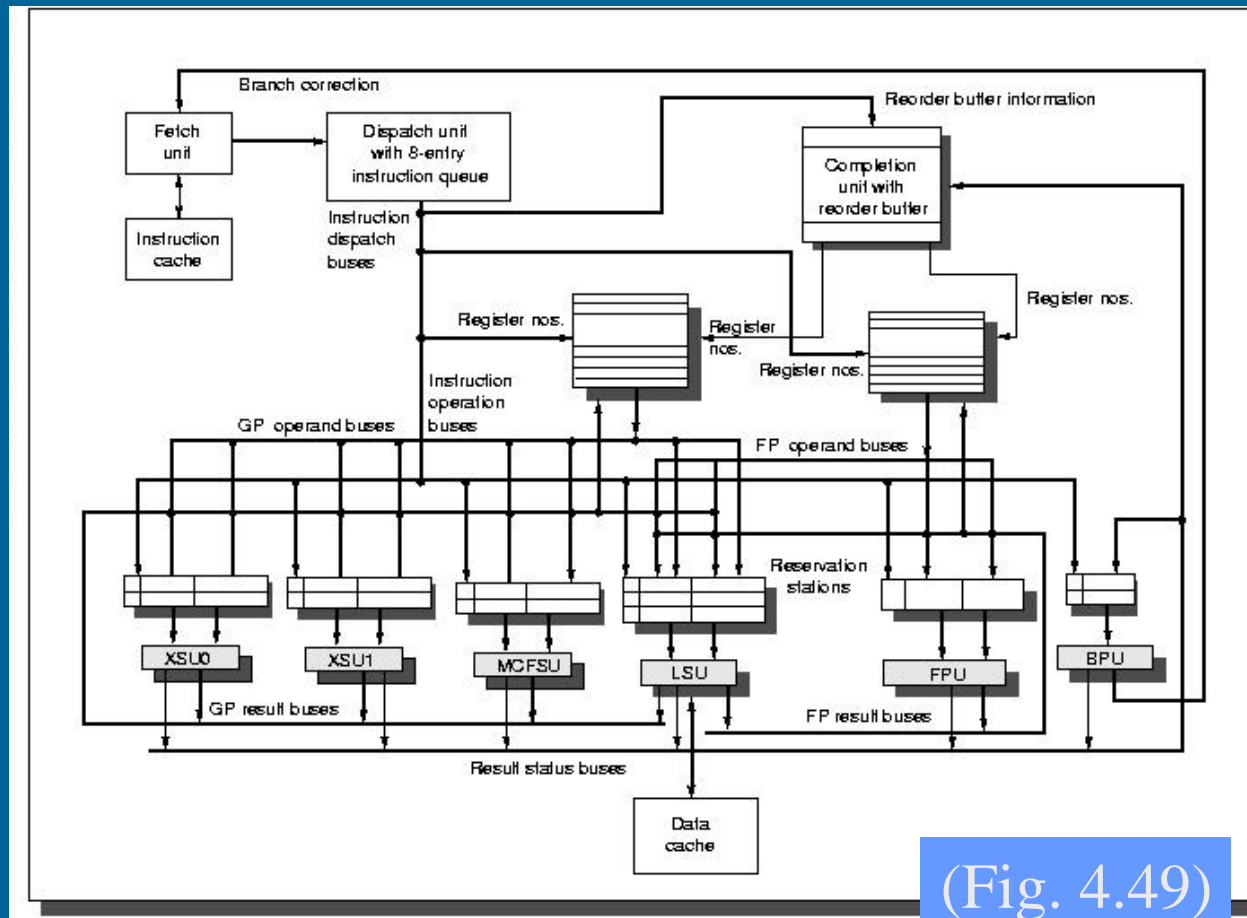 Branch correction
Reorder butter information
Fetch
unit
Dispatch unit
with 8-entry
instruction queue
Completion
unit with
reorder butter
Instruction
cache
Instruction
dispatch
buses
Register nos.
Register
nos.
Register nos.
Register nos.
Instruction
operation
buses
GP operand buses
FP operand buses
Reservation
stations
XSU0
XSU1
MCFSU
LSU
FPU
BPU
GP result buses
FP result buses
Result status buses
Data
cache
(Fig. 4.49)